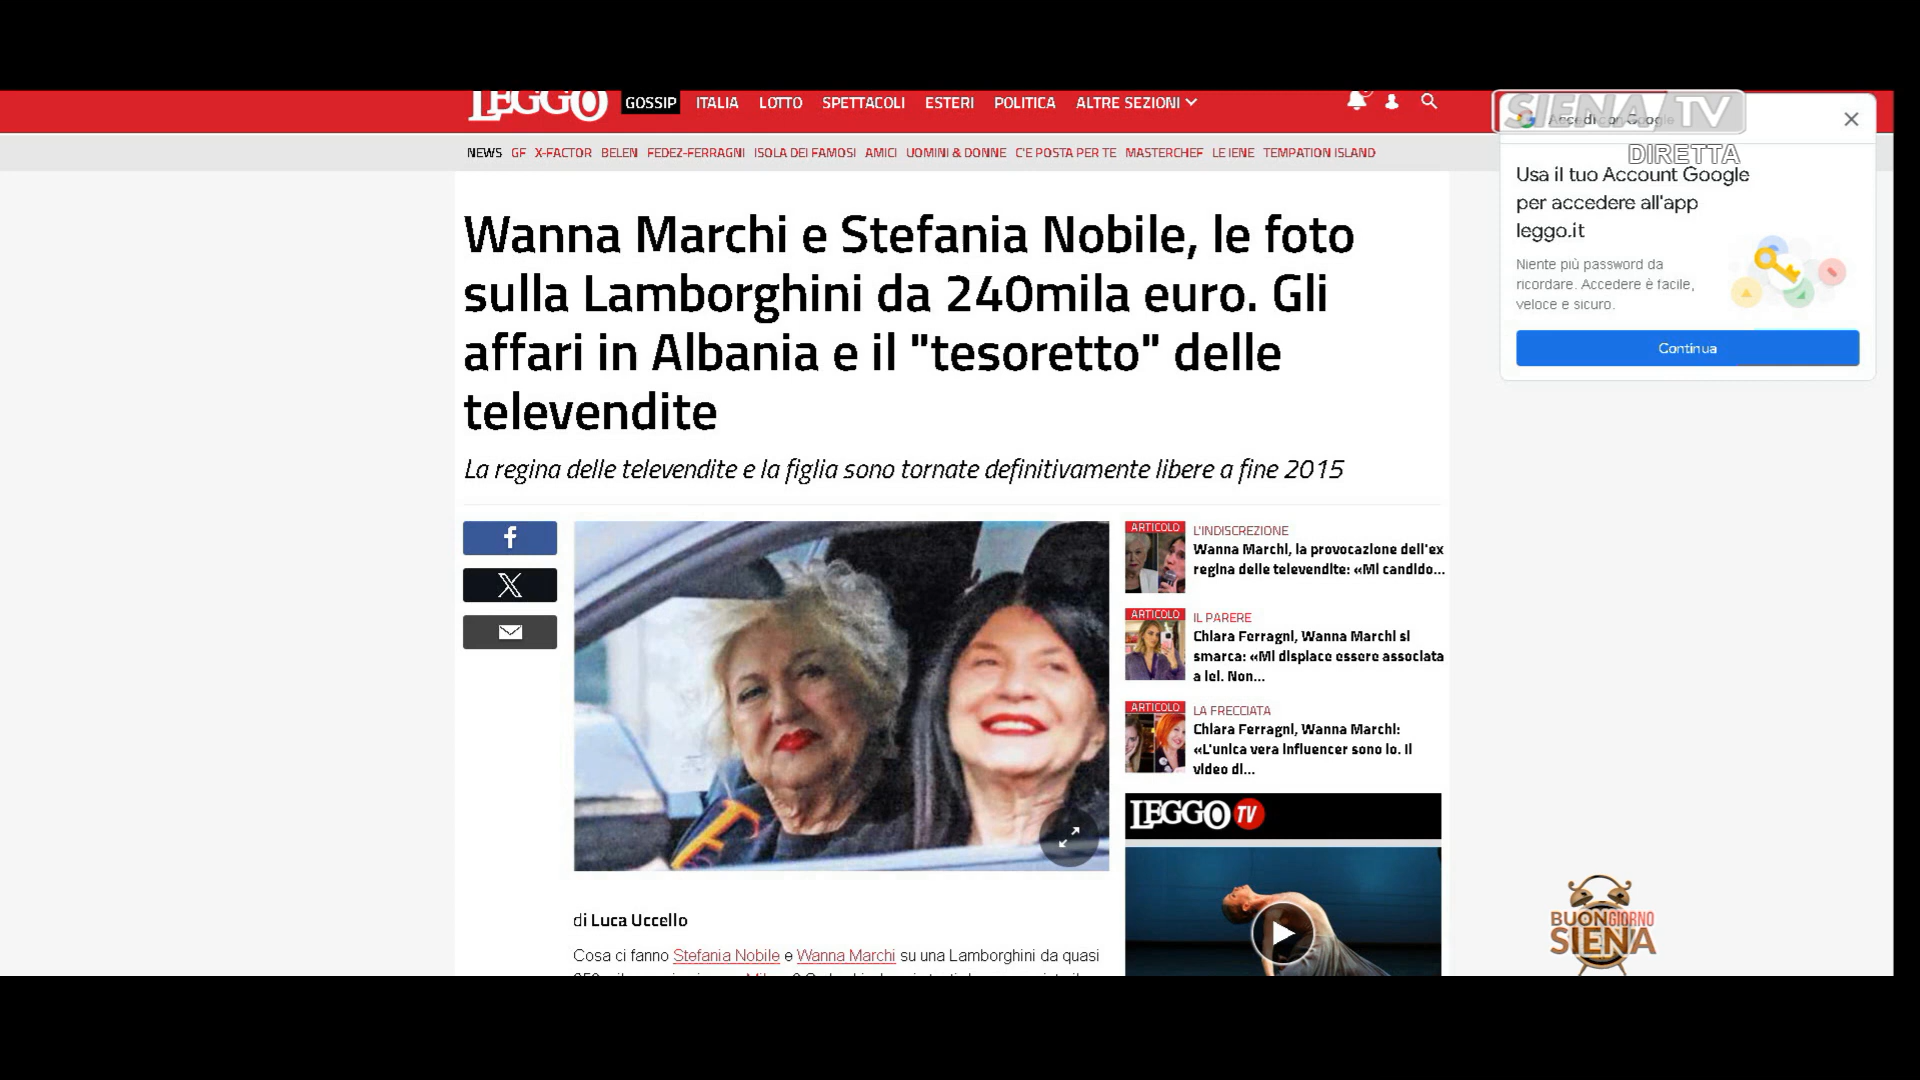 LEGGO GOSSIP ITALIA LOTTO SPETTACOLI ESTERI POLITICA ALTRE SEZIONI
SIENA TV
Accedi con Google
DIRETTA
NEWS GF X-FACTOR BELEN FEDEZ-FERRAGNI ISOLA DEI FAMOSI AMICI UOMINI & DONNE C'E POSTA PER TE MASTERCHEF LE IENE TEMPATION ISLAND
Usa il tuo Account Google
per accedere all'app
leggo.it
Niente più password da
ricordare. Accedere è facile,
veloce e sicuro.
Continua
Wanna Marchi e Stefania Nobile, le foto
sulla Lamborghini da 240mila euro. Gli
affari in Albania e il "tesoretto" delle
televendite
La regina delle televendite e la figlia sono tornate definitivamente libere a fine 2015
ARTICOLO
L'INDISCREZIONE
Wanna Marchi, la provocazione dell'ex
regina delle televendite: «Mi candido...
ARTICOLO
IL PARERE
Chiara Ferragni, Wanna Marchi si
smarca: «Mi dispiace essere associata
a lei. Non...
ARTICOLO
LA FRECCIATA
Chiara Ferragni, Wanna Marchi:
«L'unica vera influencer sono io. Il
video di...
LEGGO TV
di Luca Uccello
Cosa ci fanno Stefania Nobile e Wanna Marchi su una Lamborghini da quasi
BUONGIORNO
SIENA